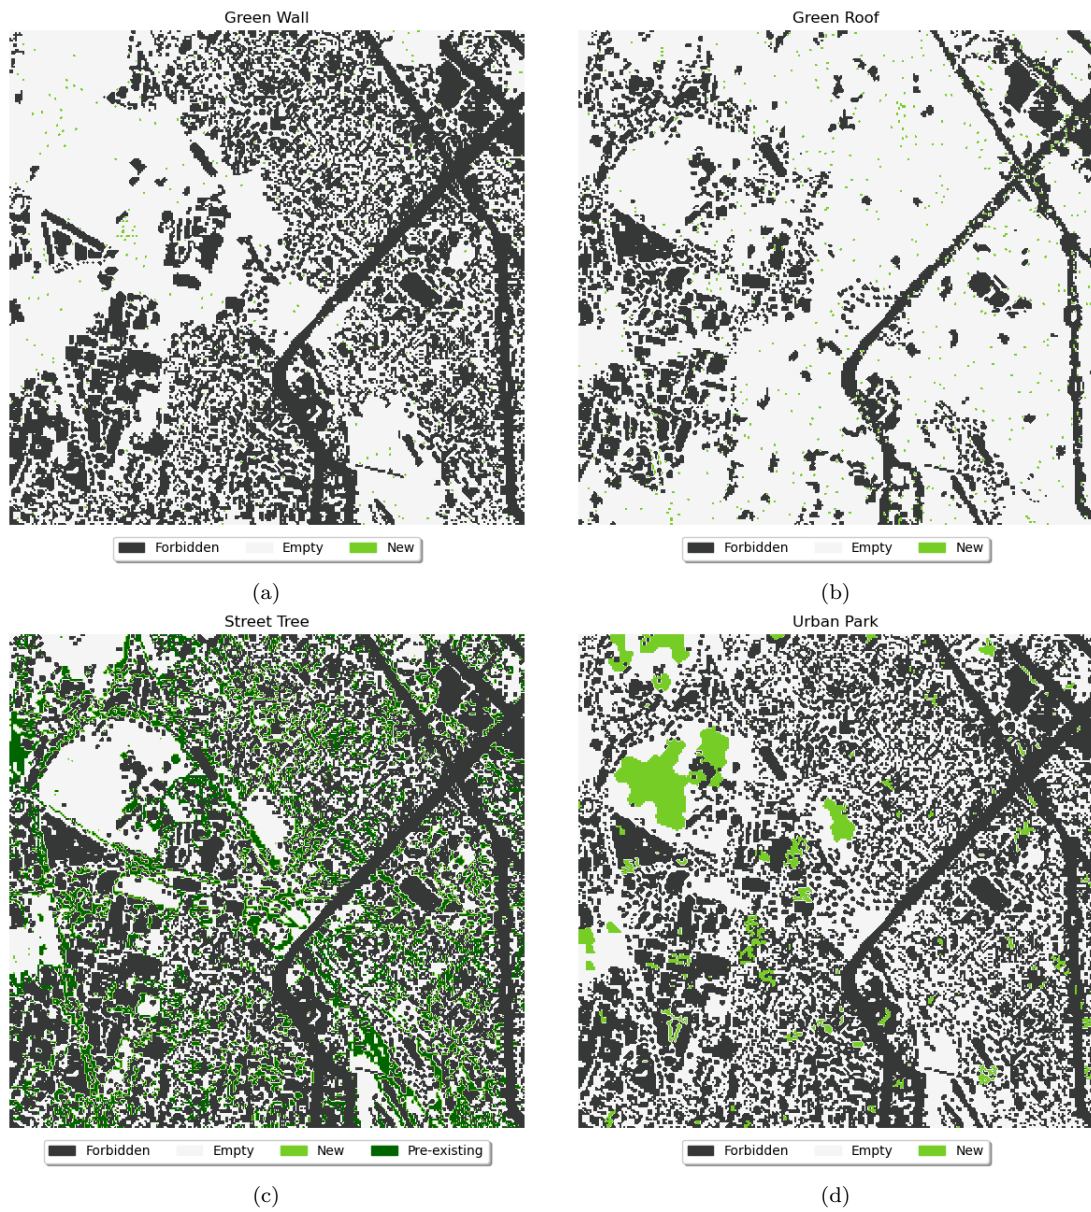 Green Wall
Green Roof
Forbidden Empty New
Forbidden Empty New
(a)
(b)
Street Tree
Urban Park
Forbidden Empty New Pre-existing
Forbidden Empty New
(c)
(d)